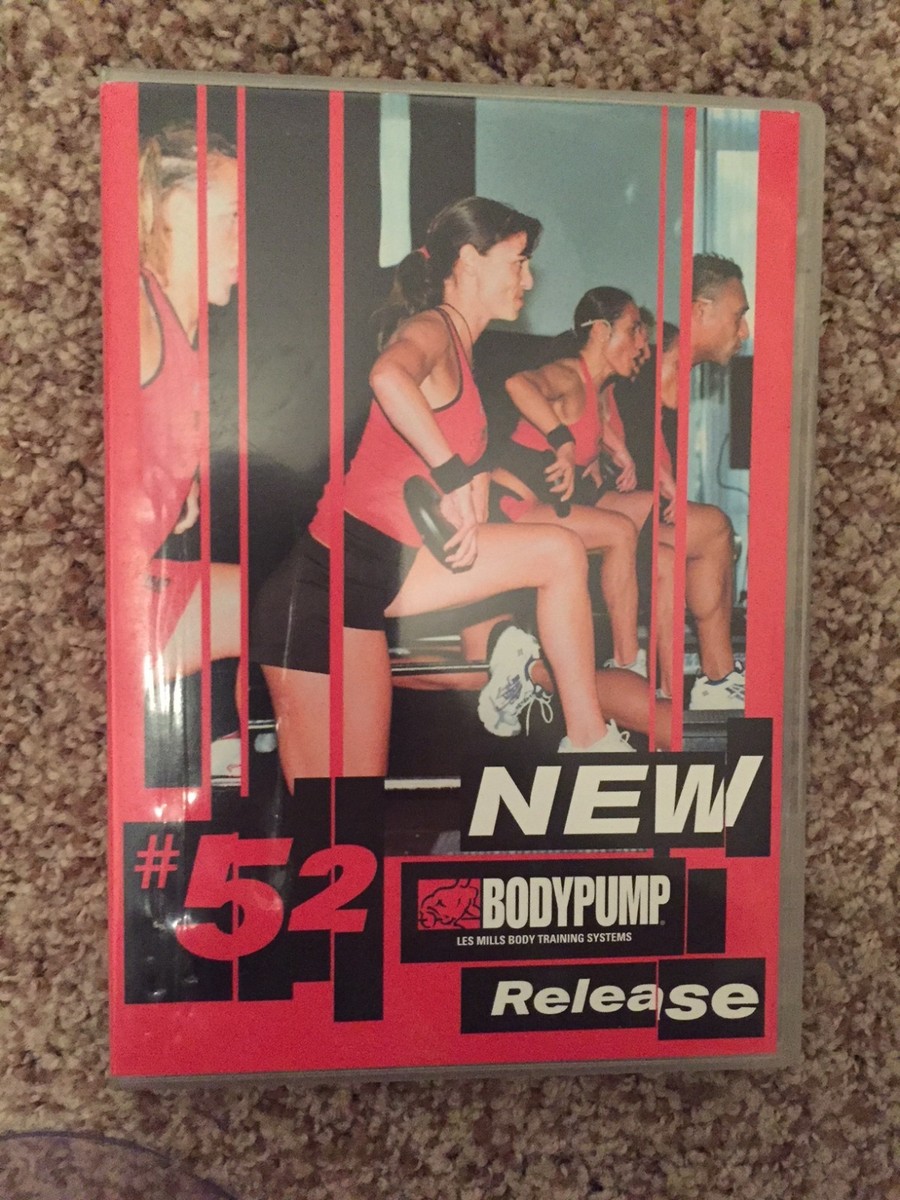 NEW
#52
BODYPUMP®
LES MILLS BODY TRAINING SYSTEMS
Release